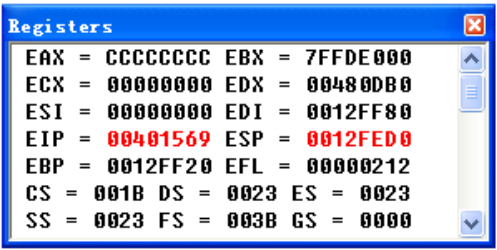 Registers
EAX = CCCCCCCC EBX = 7FFDE000
ECX = 00000000 EDX = 00480DB0
ESI = 00000000 EDI = 0012FF80
EIP = 00401569 ESP = 0012FED0
EBP = 0012FF20 EFL = 00000212
CS = 001B DS = 0023 ES = 0023
SS = 0023 FS = 003B GS = 0000